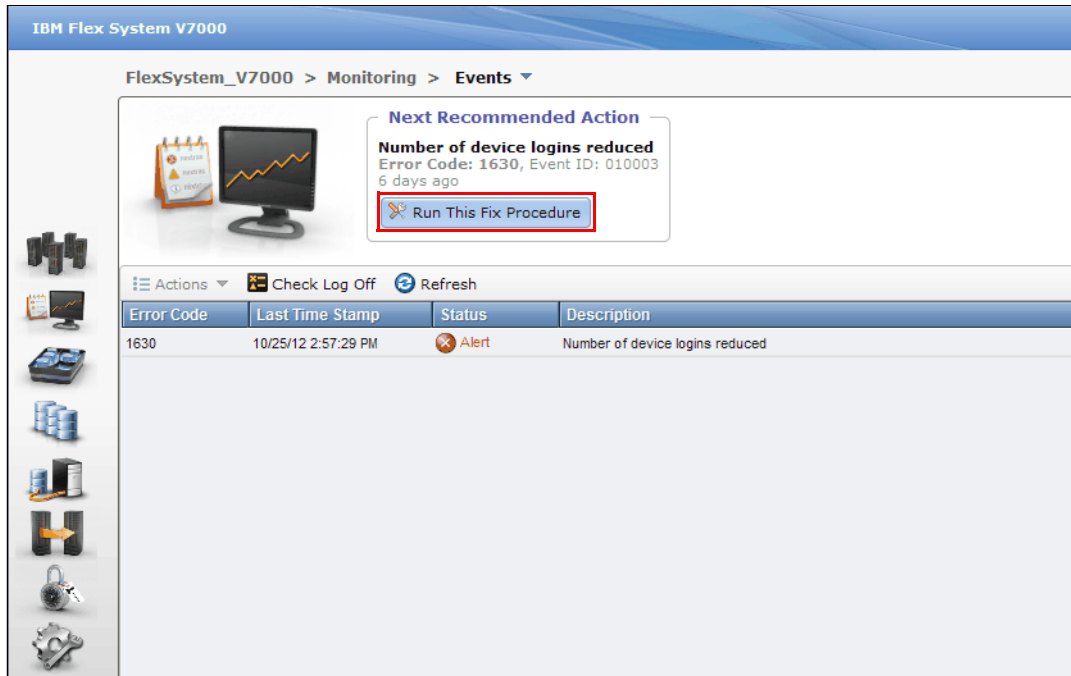 IBM Flex System V7000
FlexSystem_V7000 > Monitoring > Events
Next Recommended Action
Number of device logins reduced
Error Code: 1630, Event ID: 010003
6 days ago
Run This Fix Procedure
Actions Check Log Off Refresh
Error Code Last Time Stamp Status Description
1630 10/25/12 2:57:29 PM Alert Number of device logins reduced